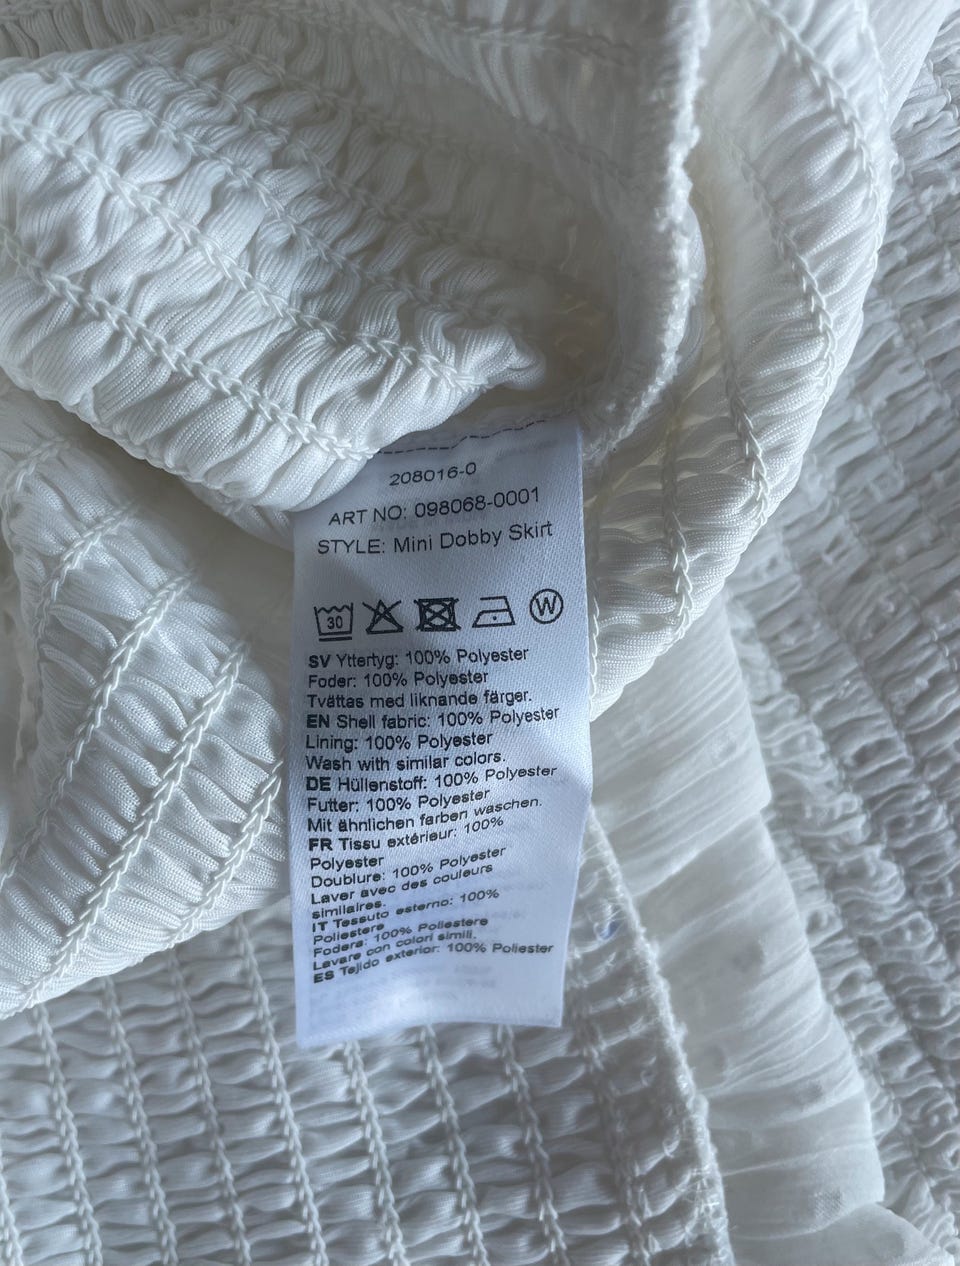 208016-0
ART NO: 098068-0001
STYLE: Mini Dobby Skirt
30
W
SV Yttertyg: 100% Polyester
Foder: 100% Polyester
Tvättas med liknande färger.
EN Shell fabric: 100% Polyester
Lining: 100% Polyester
Wash with similar colors.
DE Hüllenstoff: 100% Polyester
Futter: 100% Polyester
Mit ähnlichen farben waschen.
FR Tissu extérieur: 100%
Polyester
Doublure: 100% Polyester
Laver avec des couleurs
similaires.
IT Tessuto esterno: 100%
Poliestere
Fodera: 100% Poliestere
Lavare con colori simili.
ES Tejido exterior: 100% Poliester